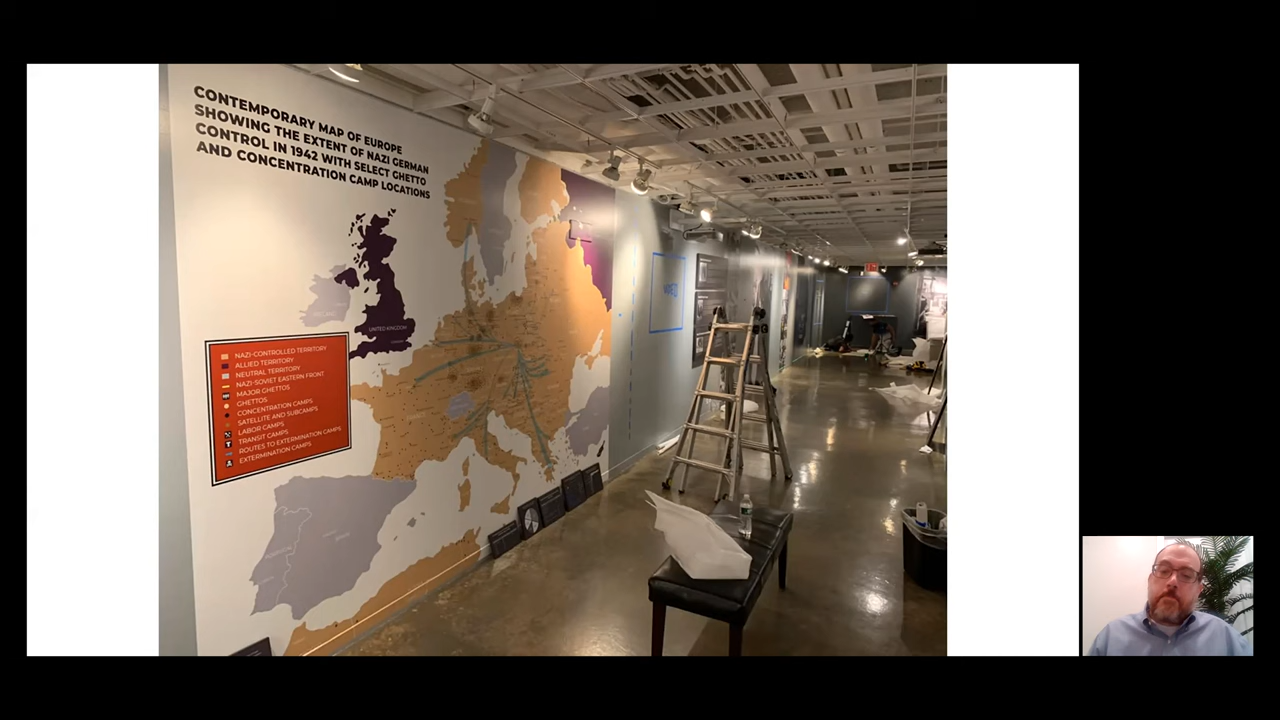 CONTEMPORARY MAP OF EUROPE
SHOWING THE EXTENT OF NAZI GERMAN
CONTROL IN 1942 WITH SELECT GHETTO
AND CONCENTRATION CAMP LOCATIONS
UNITED KINGDOM
NAZI-CONTROLLED TERRITORY
ALLIED TERRITORY
NEUTRAL TERRITORY
NAZI-SOVIET EASTERN FRONT
MAJOR GHETTOS
GHETTOS
CONCENTRATION CAMPS
SATELLITE AND SUBCAMPS
LABOR CAMPS
TRANSIT CAMPS
ROUTES TO EXTERMINATION CAMPS
EXTERMINATION CAMPS